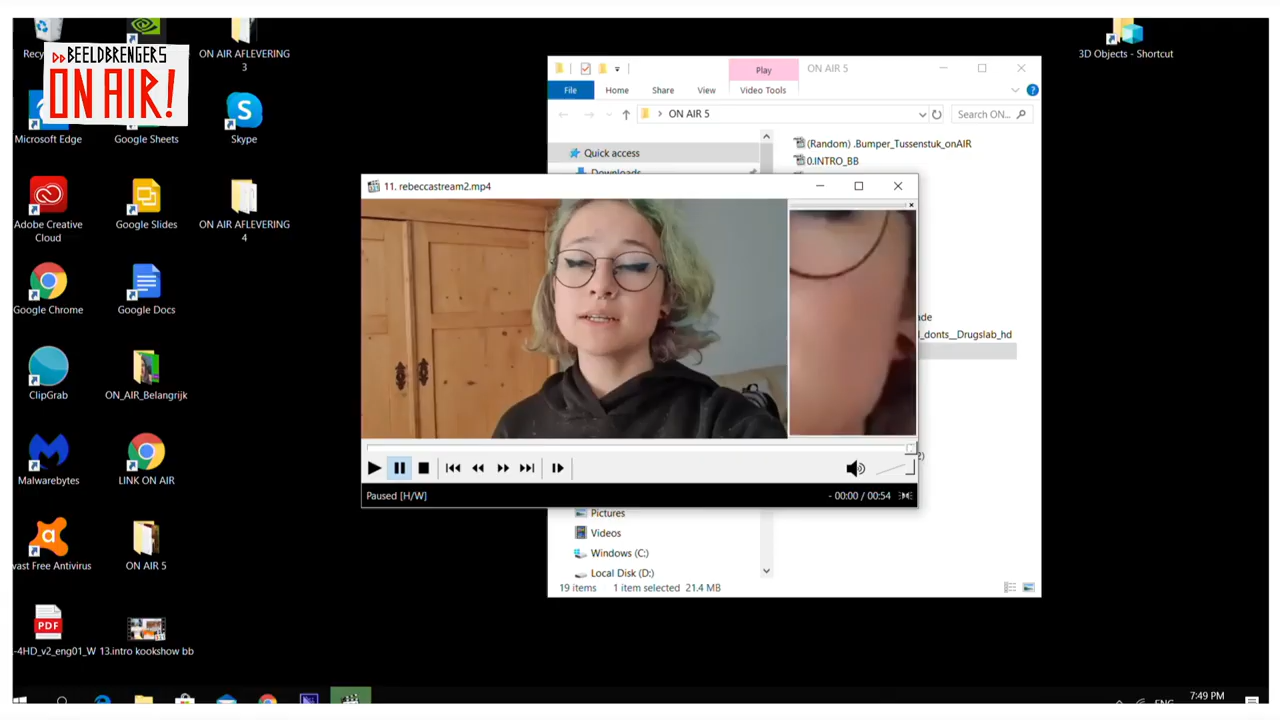 Recy
ON AIR AFLEVERING
3
BEELDBRENGERS
ON AIR!
Microsoft Edge
Google Sheets
Skype
Adobe Creative
Cloud
Google Slides
ON AIR AFLEVERING
4
Google Chrome
Google Docs
ClipGrab
ON_AIR_Belangrijk
Malwarebytes
LINK ON AIR
vast Free Antivirus
ON AIR 5
PDF
-4HD_v2_eng01_W
13.intro kookshow bb
3D Objects - Shortcut
Play
ON AIR 5
File
Home
Share
View
Video Tools
ON AIR 5
Search ON...
Quick access
Downloads
(Random) .Bumper_Tussenstuk_onAIR
0.INTRO_BB
11. rebeccastream2.mp4
ade
l_donts__Drugslab_hd
2)
Paused [H/W]
- 00:00 / 00:54
Pictures
Videos
Windows (C:)
Local Disk (D:)
19 items
1 item selected
21.4 MB
ENG
7:49 PM